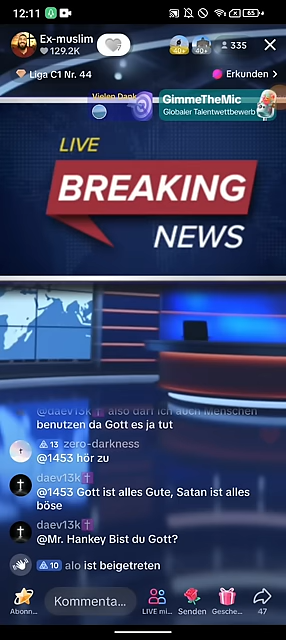 12:11
65
Ex-muslim
129.2K
40+
40+
335
Liga C1 Nr. 44
Erkunden >
Vielen Dank
GimmeTheMic
Globaler Talentwettbewerb
LIVE
BREAKING
NEWS
@daev13k✝️ also darf ich auch Menschen
benutzen da Gott es ja tut
13 zero-darkness
@1453 hör zu
daev13k✝️
@1453 Gott ist alles Gute, Satan ist alles
böse
daev13k✝️
@Mr. Hankey Bist du Gott?
10 alo ist beigetreten
Kommenta...
Abonn...
LIVE mi...
Senden
Gesche...
47